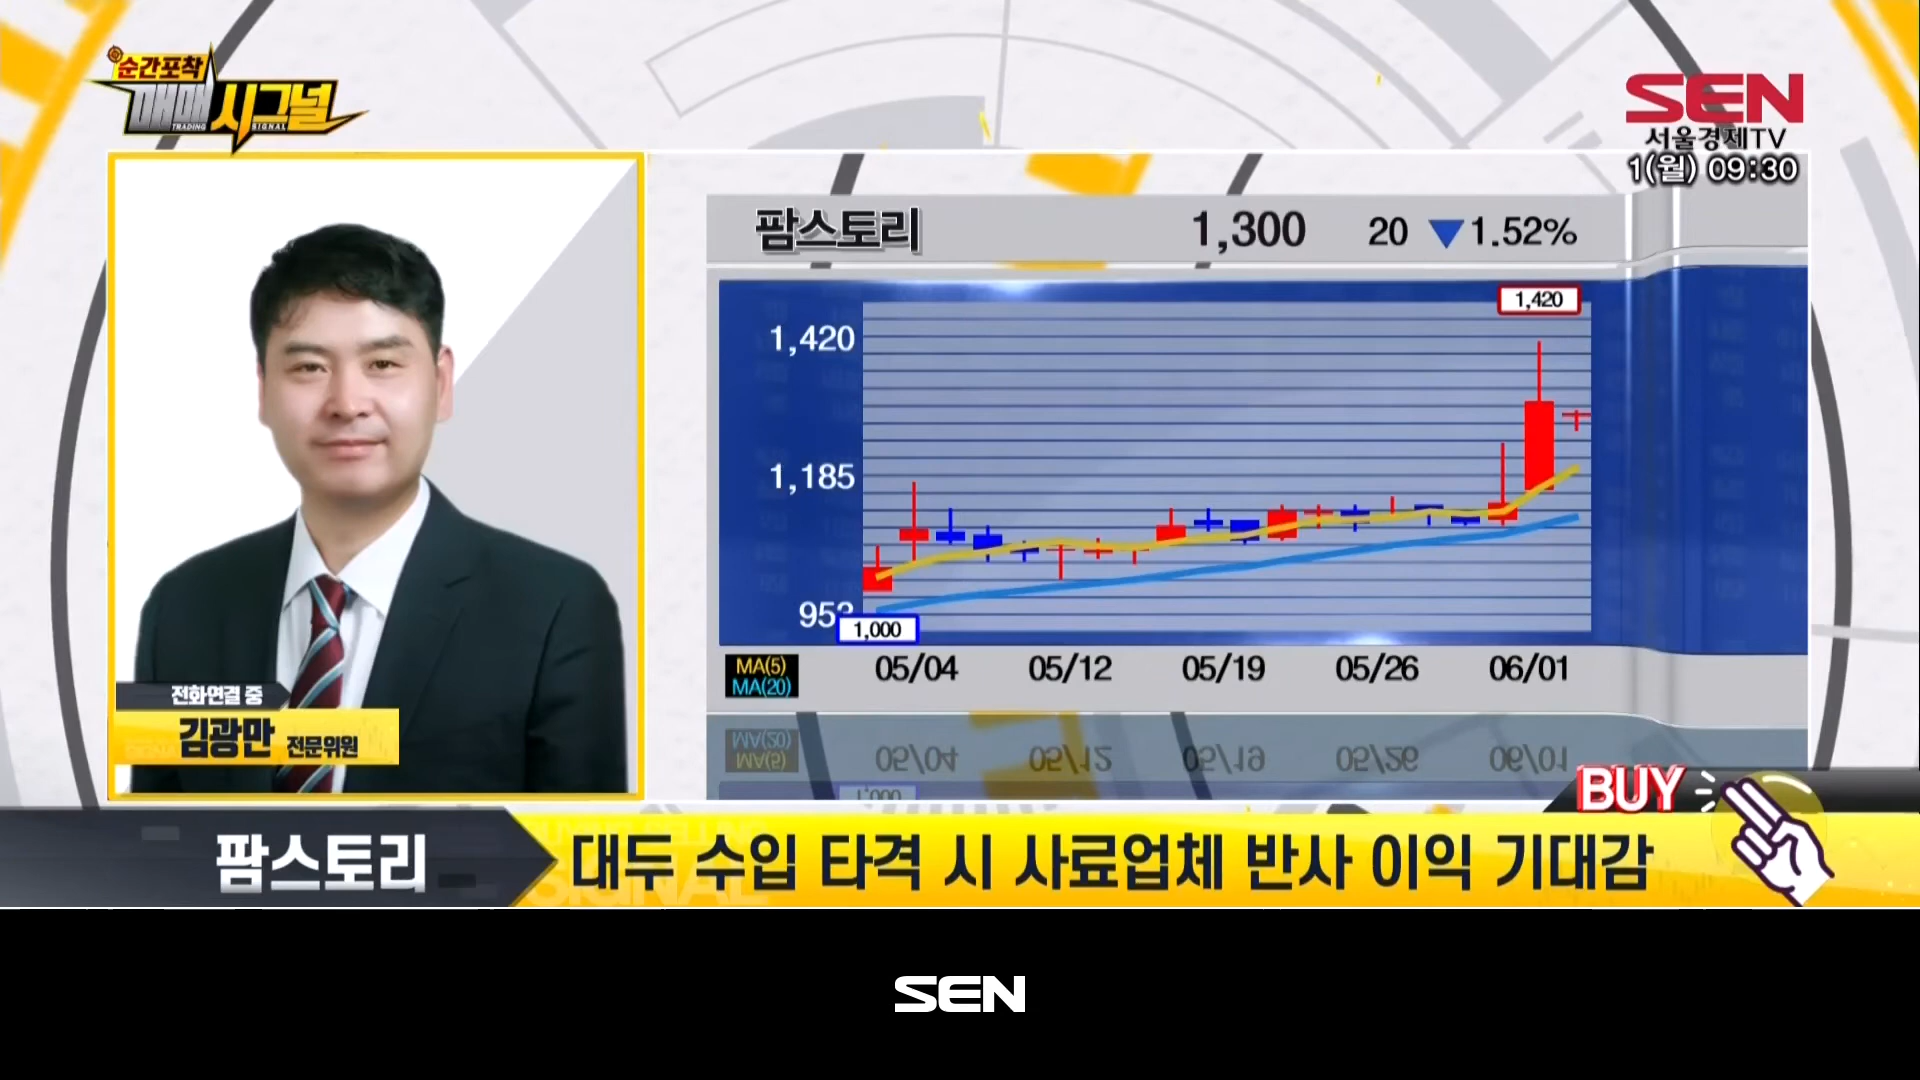 순간포착
매매 시그널
TRADING SIGNAL
SEN
서울경제TV
1(월) 09:30
팜스토리 1,300 20 ▼1.52%
1,420
1,420
1,185
953
1,000
MA(5)
MA(20)
05/04 05/12 05/19 05/26 06/01
전화연결 중
김광만 전문위원
BUY
팜스토리 대두 수입 타격 시 사료업체 반사 이익 기대감
SEN